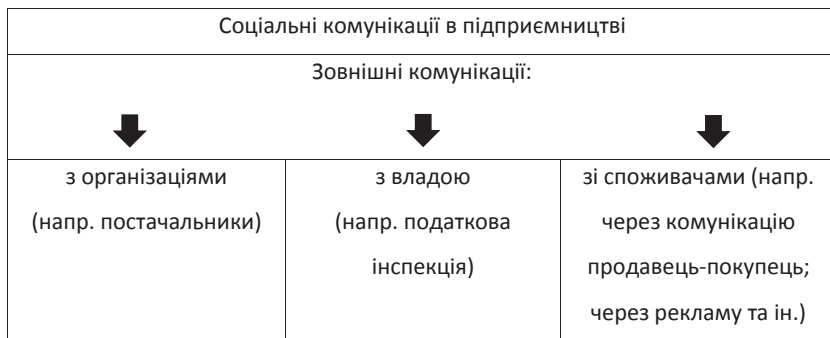 Соціальні комунікації в підприємництві
Зовнішні комунікації:
з організаціями
(напр. постачальники)
з владою
(напр. податкова
інспекція)
зі споживачами (напр.
через комунікацію
продавець-покупець;
через рекламу та ін.)